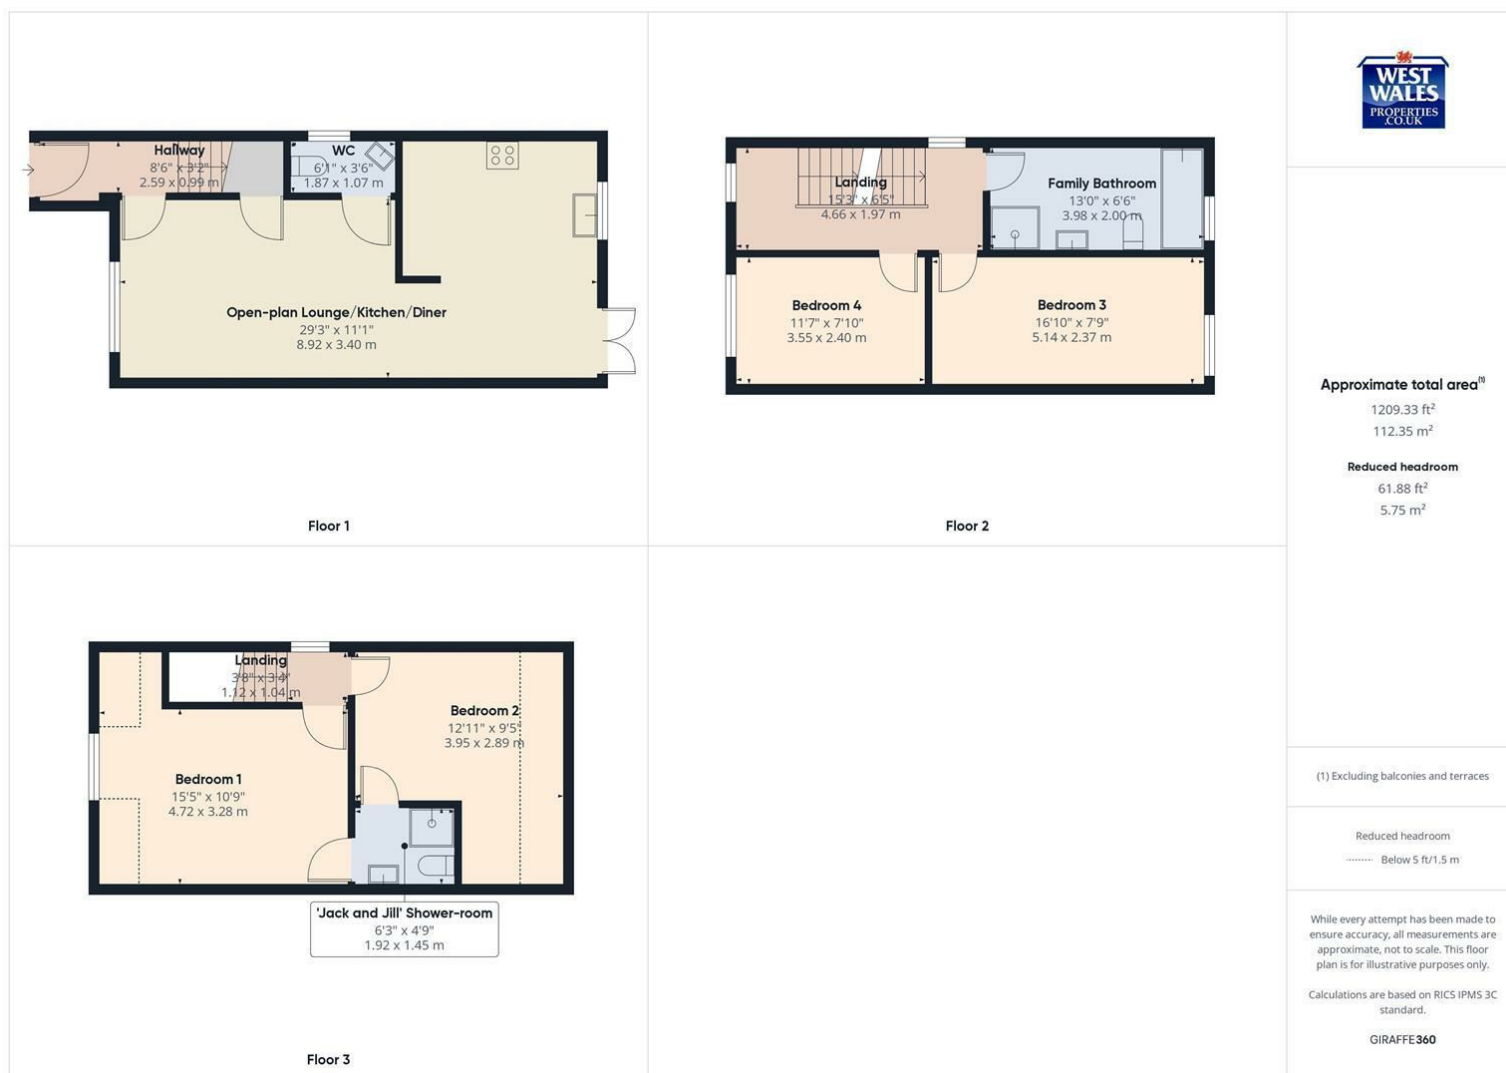 Hallway
8'6" x 3'2"
2.59 x 0.99 m
WC
6'1" x 3'6"
1.87 x 1.07 m
Open-plan Lounge/Kitchen/Diner
29'3" x 11'1"
8.92 x 3.40 m
Floor 1
Landing
15'3" x 6'5"
4.66 x 1.97 m
Family Bathroom
13'0" x 6'6"
3.98 x 2.00 m
Bedroom 4
11'7" x 7'10"
3.55 x 2.40 m
Bedroom 3
16'10" x 7'9"
5.14 x 2.37 m
Floor 2
Landing
3'8" x 3'4"
1.12 x 1.04 m
Bedroom 2
12'11" x 9'5"
3.95 x 2.89 m
Bedroom 1
15'5" x 10'9"
4.72 x 3.28 m
'Jack and Jill' Shower-room
6'3" x 4'9"
1.92 x 1.45 m
Floor 3
WEST
WALES
PROPERTIES
.CO.UK
Approximate total area(1)
1209.33 ft²
112.35 m²
Reduced headroom
61.88 ft²
5.75 m²
(1) Excluding balconies and terraces
Reduced headroom
Below 5 ft/1.5 m
While every attempt has been made to
ensure accuracy, all measurements are
approximate, not to scale. This floor
plan is for illustrative purposes only.
Calculations are based on RICS IPMS 3C
standard.
GIRAFFE360